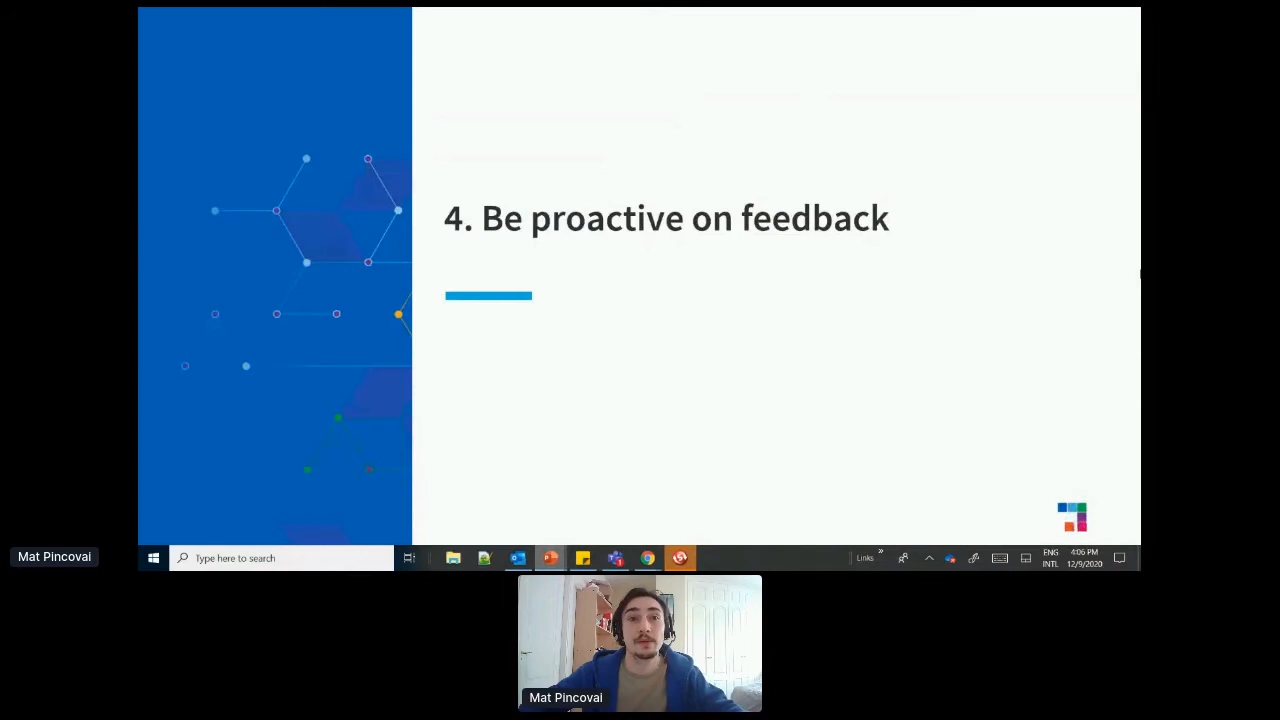 4. Be proactive on feedback
Mat Pincovai
Type here to search
Links
»
ENG
INTL
4:06 PM
12/9/2020
Mat Pincovai